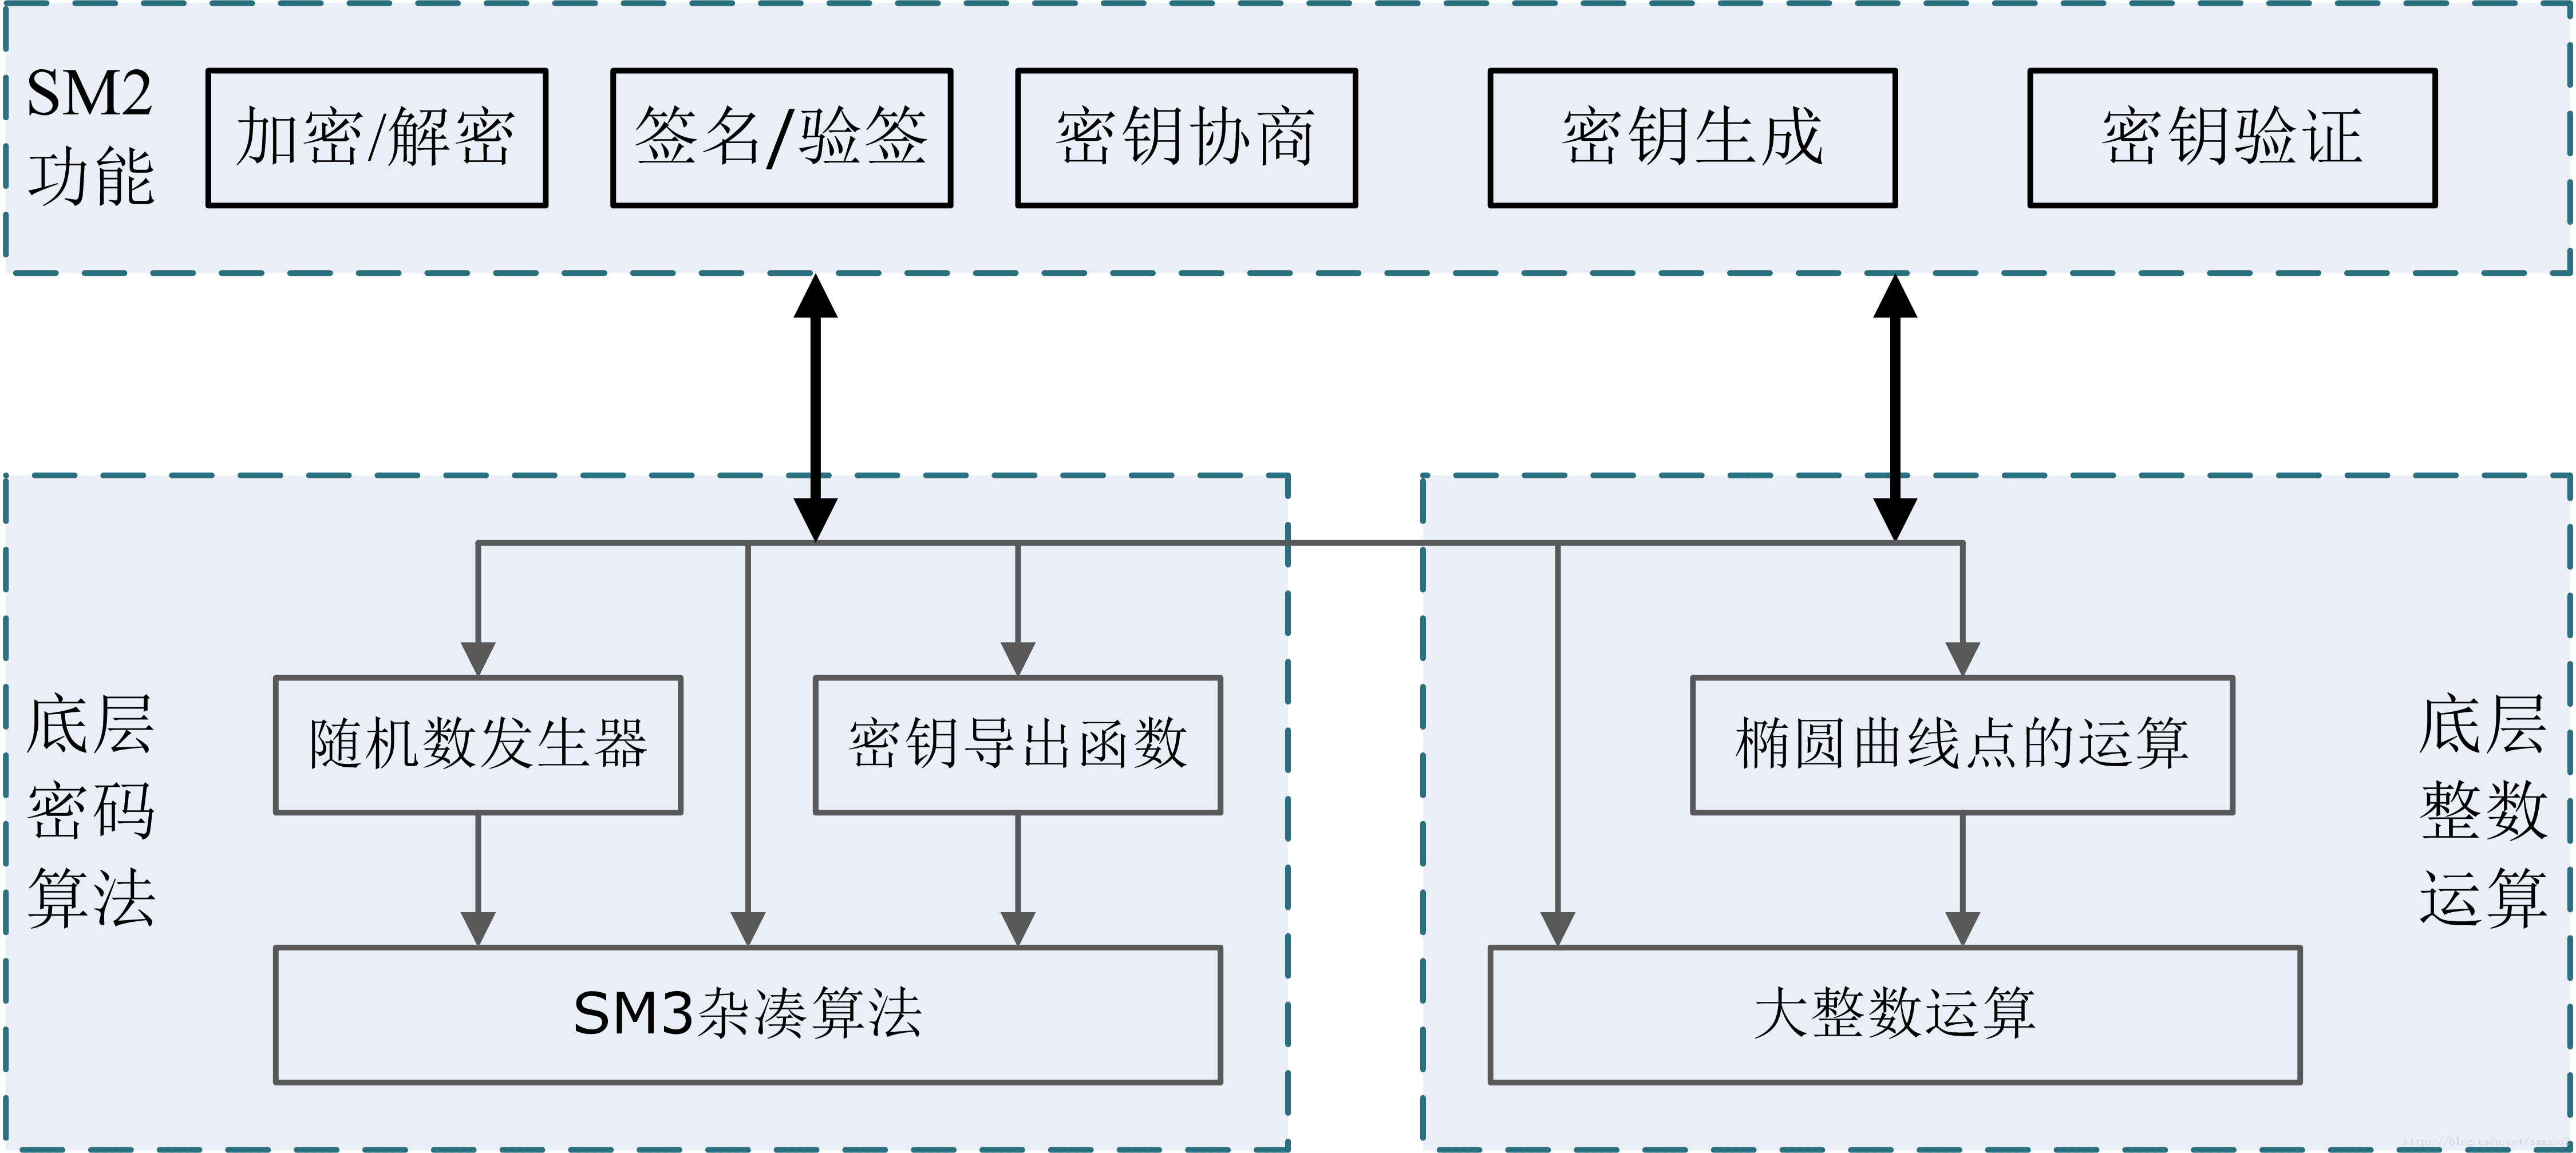 SM2
功能
加密/解密
签名/验签
密钥协商
密钥生成
密钥验证
底层
密码
算法
随机数发生器
密钥导出函数
SM3杂凑算法
椭圆曲线点的运算
大整数运算
底层
整数
运算